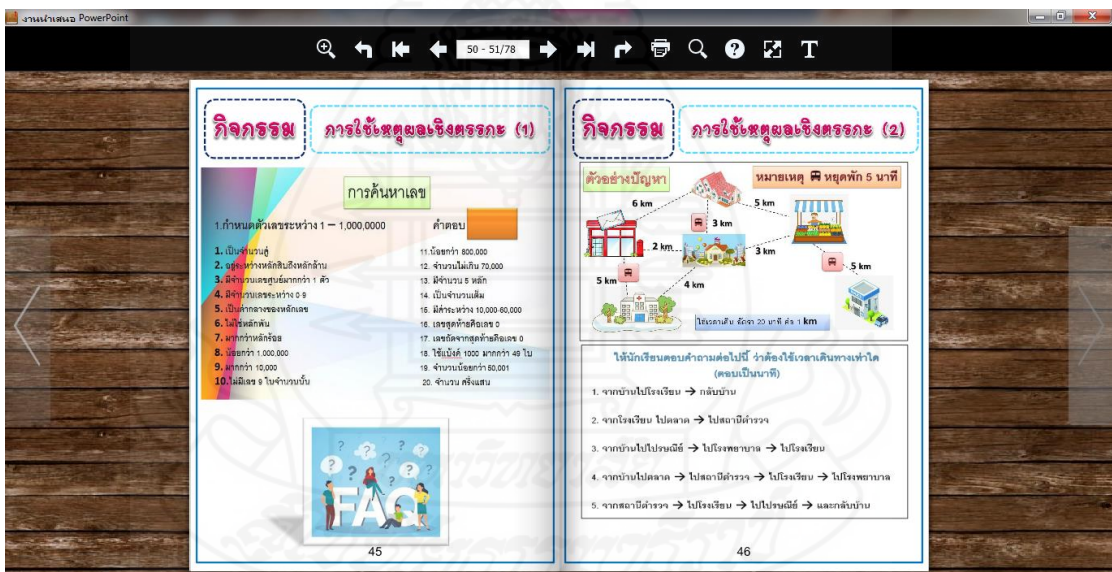 งานนำเสนอ PowerPoint
50 - 51/78
กิจกรรม
การใช้เหตุผลเชิงตรรกะ (1)
การค้นหาเลข
1.กำหนดตัวเลขระหว่าง 1 – 1,000,0000
คำตอบ
1. เป็นจำนวนคู่
2. อยู่ระหว่างหลักสิบถึงหลักล้าน
3. มีจำนวนเลขศูนย์มากกว่า 1 ตัว
4. มีจำนวนเลขระหว่าง 0-9
5. เป็นค่ากลางของหลักเลข
6. ไม่ใช่หลักพัน
7. มากกว่าหลักร้อย
8. น้อยกว่า 1,000,000
9. มากกว่า 10,000
10.ไม่มีเลข 9 ในจำนวนนั้น
11.น้อยกว่า 800,000
12. จำนวนไม่เกิน 70,000
13. มีจำนวน 5 หลัก
14. เป็นจำนวนเต็ม
15. มีค่าระหว่าง 10,000-60,000
16. เลขสุดท้ายคือเลข 0
17. เลขถัดจากสุดท้ายคือเลข 0
18. ใช้แบ้งค์ 1000 มากกว่า 49 ใบ
19. จำนวนน้อยกว่า 50,001
20. จำนวน ครึ่งแสน
FAQ
45
กิจกรรม
การใช้เหตุผลเชิงตรรกะ (2)
ตัวอย่างปัญหา
หมายเหตุ หยุดพัก 5 นาที
6 km
5 km
3 km
2 km
3 km
5 km
5 km
4 km
ใช้เวลาเดิน อัตรา 20 นาที ต่อ 1 km
ให้นักเรียนตอบคำถามต่อไปนี้ ว่าต้องใช้เวลาเดินทางเท่าใด
(ตอบเป็นนาที)
1. จากบ้านไปโรงเรียน → กลับบ้าน
2. จากโรงเรียน ไปตลาด → ไปสถานีตำรวจ
3. จากบ้านไปไปรษณีย์ → ไปโรงพยาบาล → ไปโรงเรียน
4. จากบ้านไปตลาด → ไปสถานีตำรวจ → ไปโรงเรียน → ไปโรงพยาบาล
5. จากสถานีตำรวจ → ไปโรงเรียน → ไปไปรษณีย์ → และกลับบ้าน
46